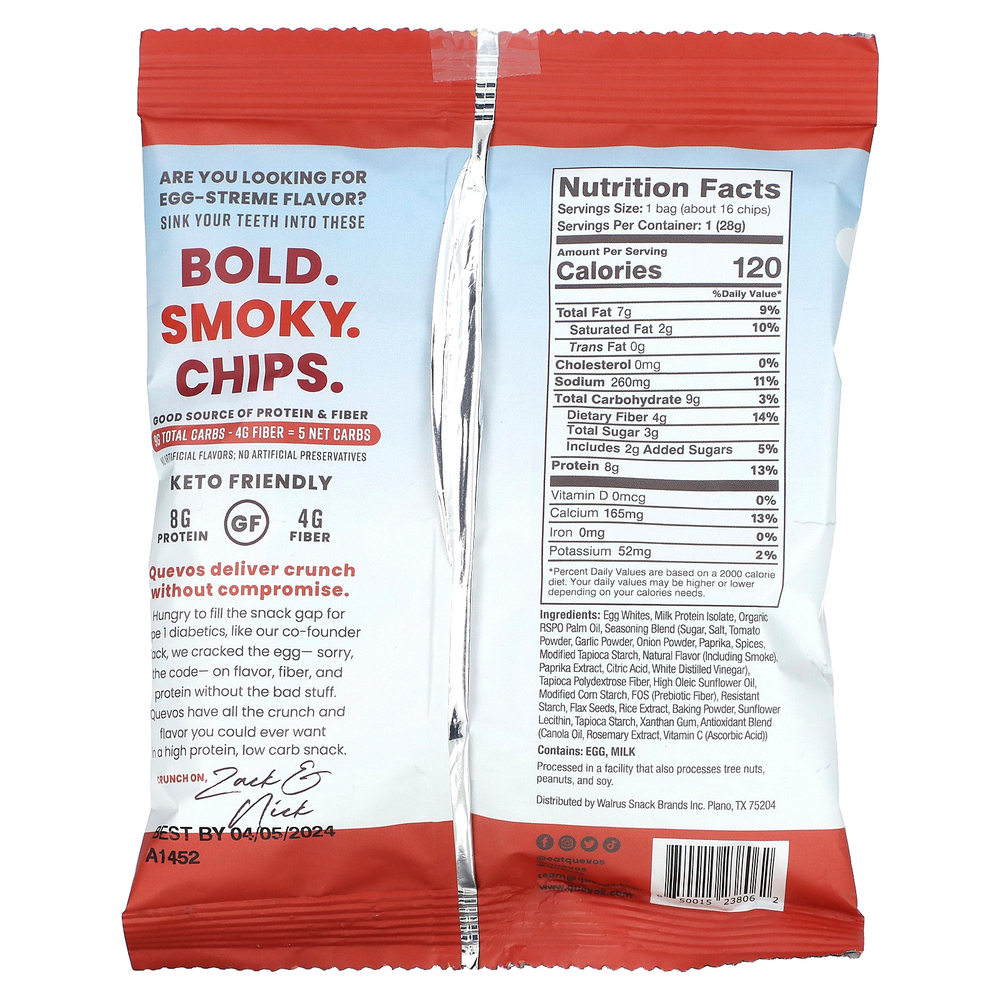 ARE YOU LOOKING FOR
EGG-STREME FLAVOR?
SINK YOUR TEETH INTO THESE
BOLD.
SMOKY.
CHIPS.
GOOD SOURCE OF PROTEIN & FIBER
9G TOTAL CARBS - 4G FIBER = 5 NET CARBS
NO ARTIFICIAL FLAVORS; NO ARTIFICIAL PRESERVATIVES
KETO FRIENDLY
8G
PROTEIN
GF
4G
FIBER
Quevos deliver crunch
without compromise.
Hungry to fill the snack gap for
pe 1 diabetics, like our co-founder
ack, we cracked the egg— sorry,
the code— on flavor, fiber, and
protein without the bad stuff.
Quevos have all the crunch and
flavor you could ever want
in a high protein, low carb snack.
CRUNCH ON,
Zack &
Nick
BEST BY 04/05/2024
A1452
Nutrition Facts
Servings Size: 1 bag (about 16 chips)
Servings Per Container: 1 (28g)
Amount Per Serving
Calories 120
%Daily Value*
Total Fat 7g 9%
Saturated Fat 2g 10%
Trans Fat 0g
Cholesterol 0mg 0%
Sodium 260mg 11%
Total Carbohydrate 9g 3%
Dietary Fiber 4g 14%
Total Sugar 3g
Includes 2g Added Sugars 5%
Protein 8g 13%
Vitamin D 0mcg 0%
Calcium 165mg 13%
Iron 0mg 0%
Potassium 52mg 2%
*Percent Daily Values are based on a 2000 calorie
diet. Your daily values may be higher or lower
depending on your calories needs.
Ingredients: Egg Whites, Milk Protein Isolate, Organic
RSPO Palm Oil, Seasoning Blend (Sugar, Salt, Tomato
Powder, Garlic Powder, Onion Powder, Paprika, Spices,
Modified Tapioca Starch, Natural Flavor (Including Smoke),
Paprika Extract, Citric Acid, White Distilled Vinegar),
Tapioca Polydextrose Fiber, High Oleic Sunflower Oil,
Modified Corn Starch, FOS (Prebiotic Fiber), Resistant
Starch, Flax Seeds, Rice Extract, Baking Powder, Sunflower
Lecithin, Tapioca Starch, Xanthan Gum, Antioxidant Blend
(Canola Oil, Rosemary Extract, Vitamin C (Ascorbic Acid))
Contains: EGG, MILK
Processed in a facility that also processes tree nuts,
peanuts, and soy.
Distributed by Walrus Snack Brands Inc. Plano, TX 75204
@eatquevos
www.quevos.com
50015 23806 2